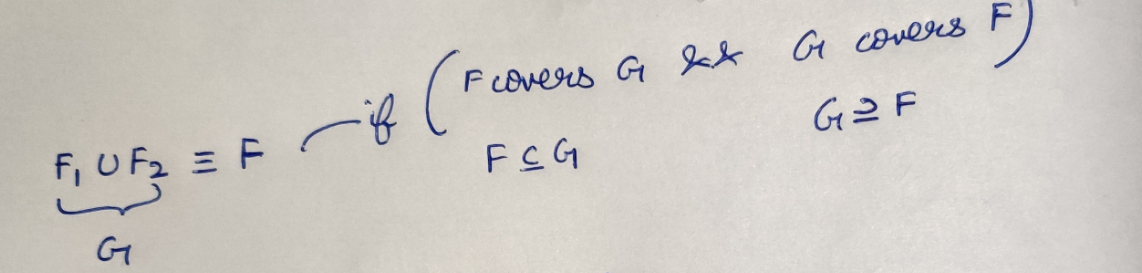 F₁ ∪ F₂ ≡ F — if (F covers G && G covers F)
F ⊆ G G ⊇ F
G